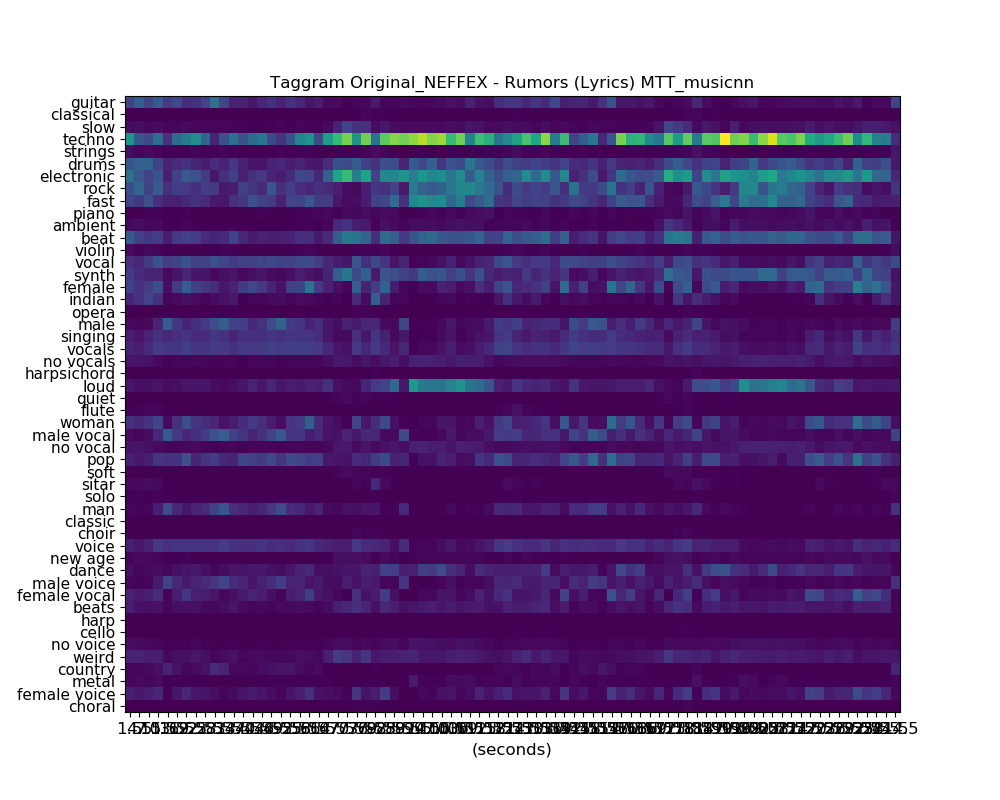 Taggram Original_NEFFEX - Rumors (Lyrics) MTT_musicnn
guitar
classical
slow
techno
strings
drums
electronic
rock
fast
piano
ambient
beat
violin
vocal
synth
female
indian
opera
male
singing
vocals
no vocals
harpsichord
loud
quiet
flute
woman
male vocal
no vocal
pop
soft
sitar
solo
man
classic
choir
voice
new age
dance
male voice
female vocal
beats
harp
cello
no voice
weird
country
metal
female voice
choral
(seconds)